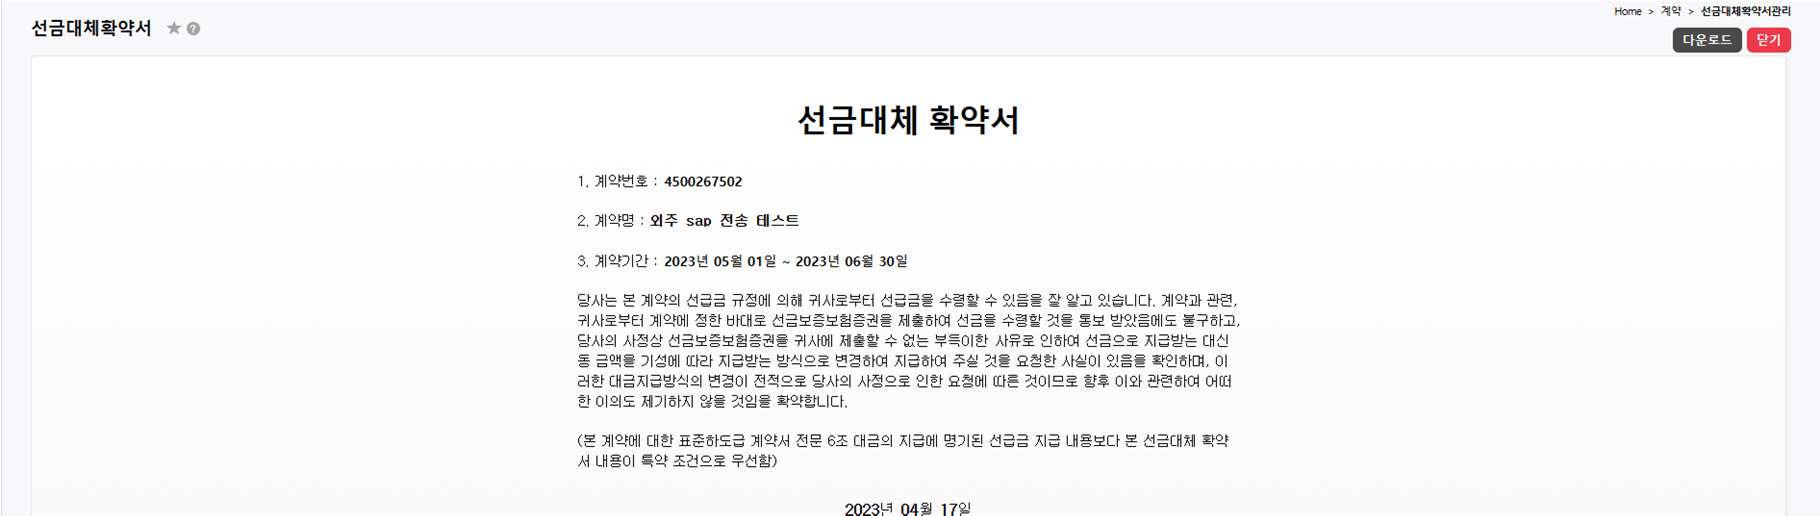 Home > 계약 > 선금대체확약서관리
선금대체확약서 ★ ?
다운로드 닫기
선금대체 확약서
1. 계약번호 : 4500267502
2. 계약명 : 외주 sap 전송 테스트
3. 계약기간 : 2023년 05월 01일 ~ 2023년 06월 30일
당사는 본 계약의 선급금 규정에 의해 귀사로부터 선급금을 수령할 수 있음을 잘 알고 있습니다. 계약과 관련,
귀사로부터 계약에 정한 바대로 선금보증보험증권을 제출하여 선금을 수령할 것을 통보 받았음에도 불구하고,
당사의 사정상 선금보증보험증권을 귀사에 제출할 수 없는 부득이한 사유로 인하여 선금으로 지급받는 대신
동 금액을 기성에 따라 지급받는 방식으로 변경하여 지급하여 주실 것을 요청한 사실이 있음을 확인하며, 이
러한 대금지급방식의 변경이 전적으로 당사의 사정으로 인한 요청에 따른 것이므로 향후 이와 관련하여 어떠
한 이의도 제기하지 않을 것임을 확약합니다.
(본 계약에 대한 표준하도급 계약서 전문 6조 대금의 지급에 명기된 선급금 지급 내용보다 본 선금대체 확약
서 내용이 특약 조건으로 우선함)
2023년 04월 17일